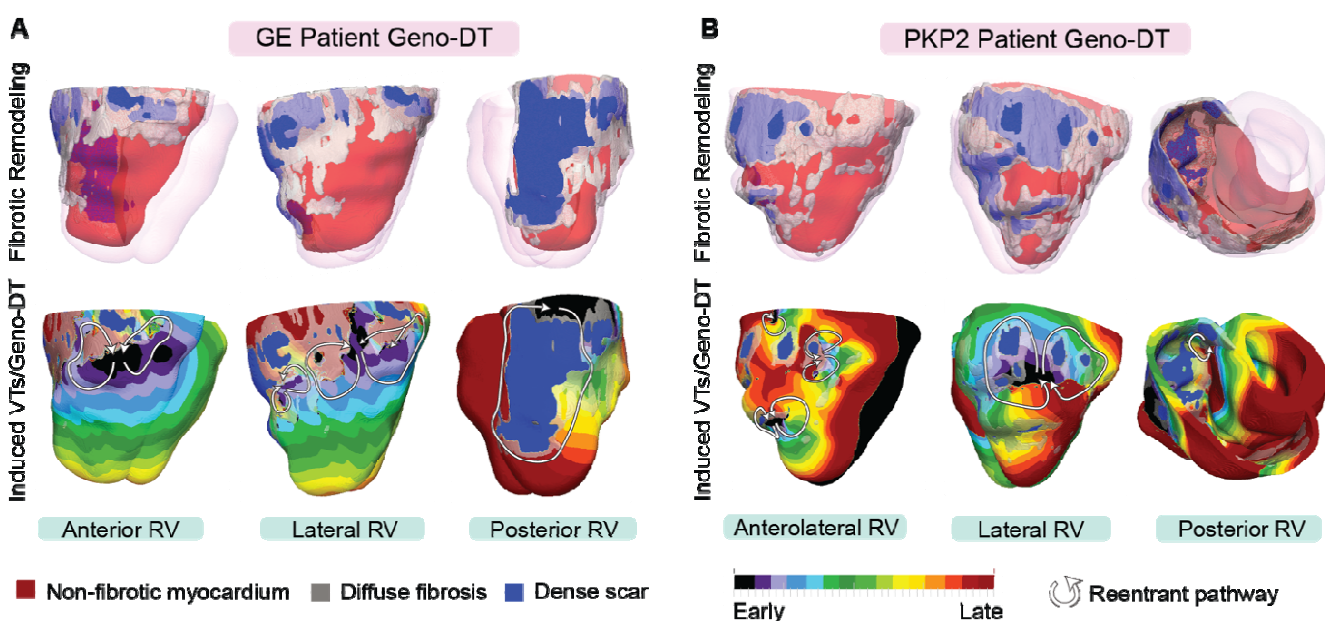 A
GE Patient Geno-DT
Fibrotic Remodeling
Induced VTs/Geno-DT
Anterior RV
Lateral RV
Posterior RV
B
PKP2 Patient Geno-DT
Fibrotic Remodeling
Induced VTs/Geno-DT
Anterolateral RV
Lateral RV
Posterior RV
Non-fibrotic myocardium
Diffuse fibrosis
Dense scar
Early
Late
Reentrant pathway